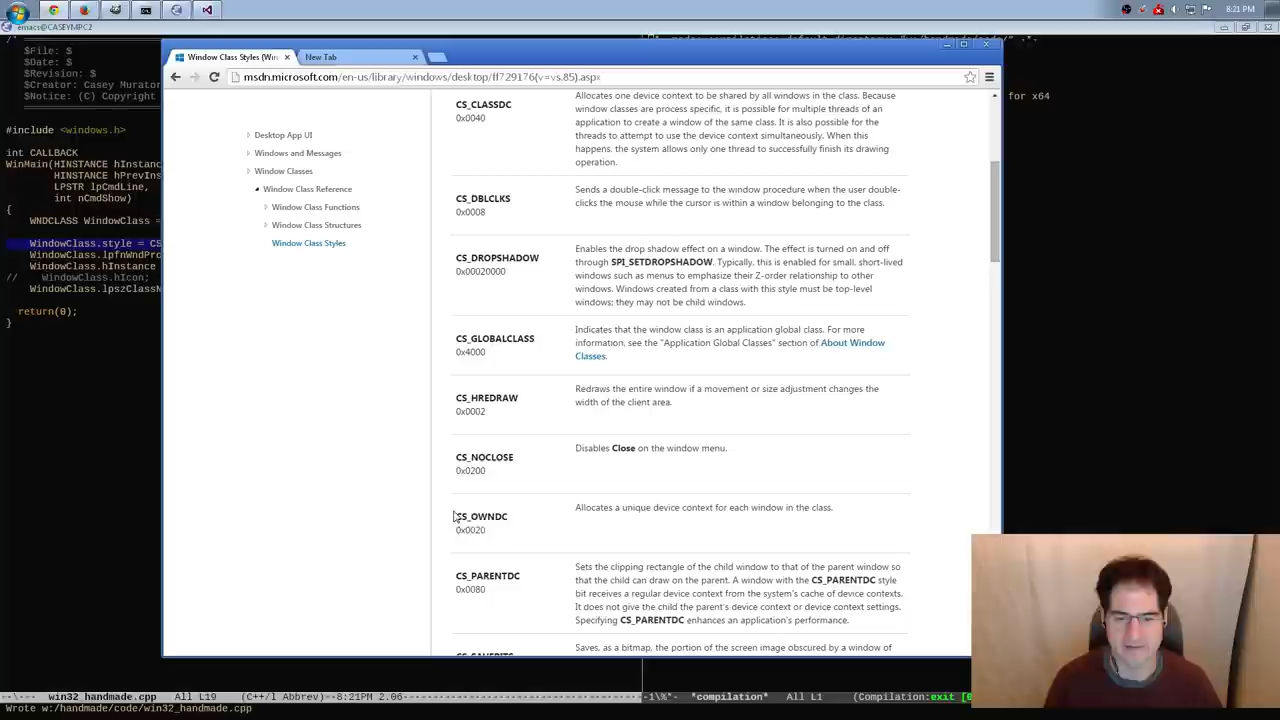 8:21 PM
emacs@CASEYMPC2
/*
$File: $
$Date: $
$Revision: $
$Creator: Casey Murator
$Notice: (C) Copyright
for x64
#include <windows.h>
int CALLBACK
WinMain(HINSTANCE hInstan
HINSTANCE hPrevIns
LPSTR lpCmdLine,
int nCmdShow)
{
WNDCLASS WindowClass =
WindowClass.style = CS
WindowClass.lpfnWndPro
WindowClass.hInstance
// WindowClass.hIcon;
WindowClass.lpszClassN
return(0);
}
Window Class Styles (Win
New Tab
msdn.microsoft.com/en-us/library/windows/desktop/ff729176(v=vs.85).aspx
Desktop App UI
Windows and Messages
Window Classes
Window Class Reference
Window Class Functions
Window Class Structures
Window Class Styles
CS_CLASSDC
0x0040
Allocates one device context to be shared by all windows in the class. Because
window classes are process specific, it is possible for multiple threads of an
application to create a window of the same class. It is also possible for the
threads to attempt to use the device context simultaneously. When this
happens, the system allows only one thread to successfully finish its drawing
operation.
CS_DBLCLKS
0x0008
Sends a double-click message to the window procedure when the user double-
clicks the mouse while the cursor is within a window belonging to the class.
CS_DROPSHADOW
0x00020000
Enables the drop shadow effect on a window. The effect is turned on and off
through SPI_SETDROPSHADOW. Typically, this is enabled for small, short-lived
windows such as menus to emphasize their Z-order relationship to other
windows. Windows created from a class with this style must be top-level
windows; they may not be child windows.
CS_GLOBALCLASS
0x4000
Indicates that the window class is an application global class. For more
information, see the "Application Global Classes" section of About Window
Classes.
CS_HREDRAW
0x0002
Redraws the entire window if a movement or size adjustment changes the
width of the client area.
CS_NOCLOSE
0x0200
Disables Close on the window menu.
CS_OWNDC
0x0020
Allocates a unique device context for each window in the class.
CS_PARENTDC
0x0080
Sets the clipping rectangle of the child window to that of the parent window so
that the child can draw on the parent. A window with the CS_PARENTDC style
bit receives a regular device context from the system's cache of device contexts.
It does not give the child the parent's device context or device context settings.
Specifying CS_PARENTDC enhances an application's performance.
CS_SAVEBITS
Saves, as a bitmap, the portion of the screen image obscured by a window of
-\--- win32_handmade.cpp All L19 (C++/l Abbrev)--8:21PM 2.06
-1\%*- *compilation* All L1 (Compilation:exit [0
Wrote w:/handmade/code/win32_handmade.cpp